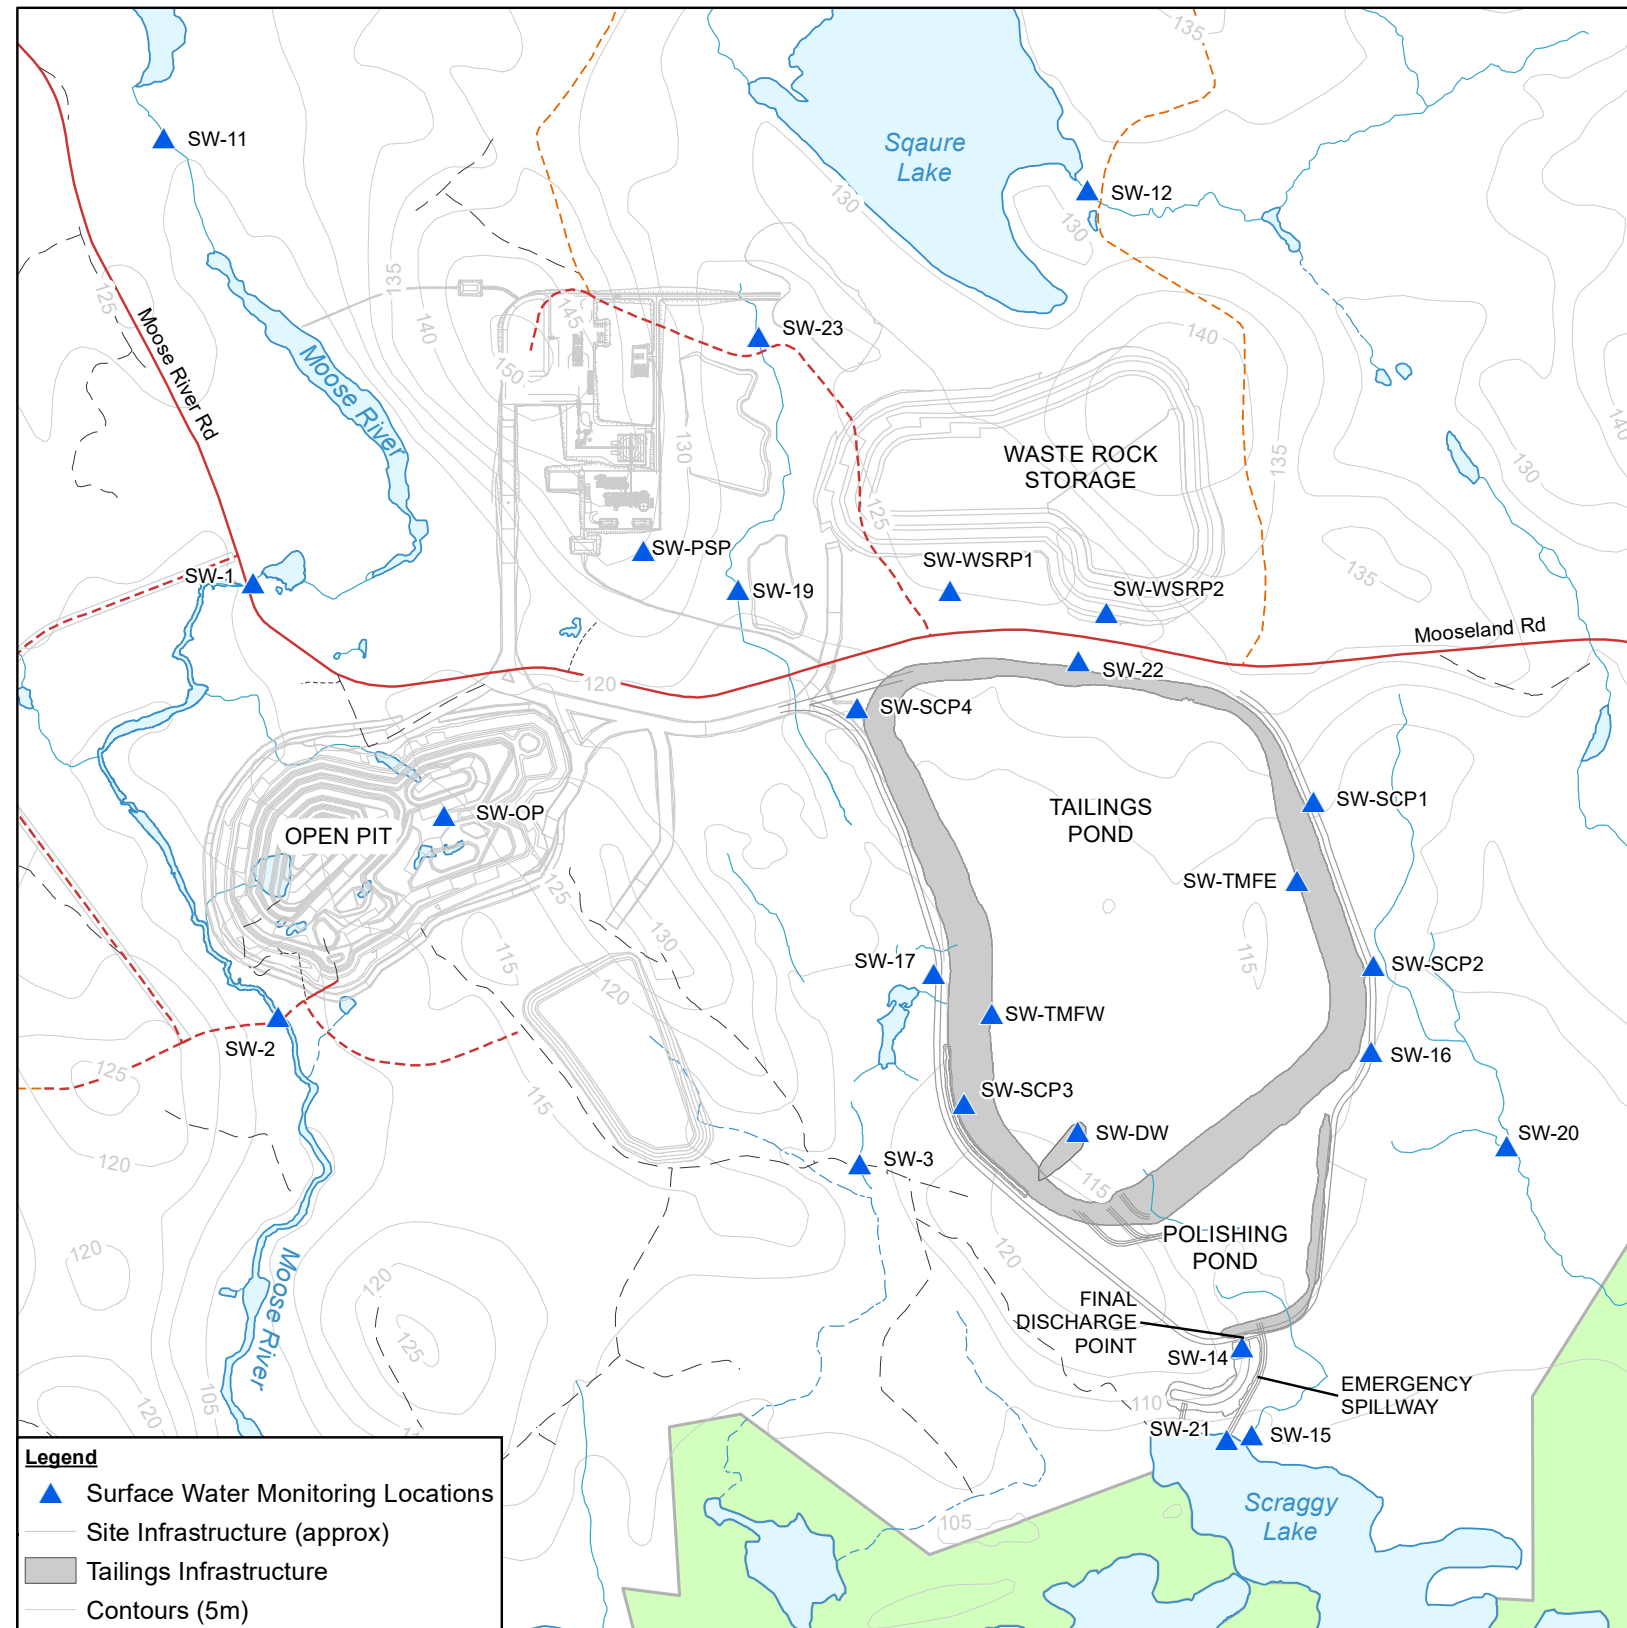 135
SW-11
Sqaure
Lake
130
SW-12
130
135
125
140
145
SW-23
140
Moose River Rd
Moose River
150
130
135
140
WASTE ROCK
STORAGE
130
125
SW-PSP
SW-WSRP1
135
SW-1
SW-19
SW-WSRP2
Mooseland Rd
SW-22
120
SW-SCP4
SW-SCP1
TAILINGS
POND
SW-OP
OPEN PIT
SW-TMFE
125
130
115
115
SW-17
SW-SCP2
120
SW-TMFW
SW-2
SW-16
125
115
SW-SCP3
SW-DW
SW-20
120
SW-3
115
120
120
POLISHING
POND
120
Moose River
FINAL
DISCHARGE
POINT
125
SW-14
EMERGENCY
SPILLWAY
105
120
110
SW-21
SW-15
Scraggy
Lake
105
Legend
Surface Water Monitoring Locations
Site Infrastructure (approx)
Tailings Infrastructure
Contours (5m)